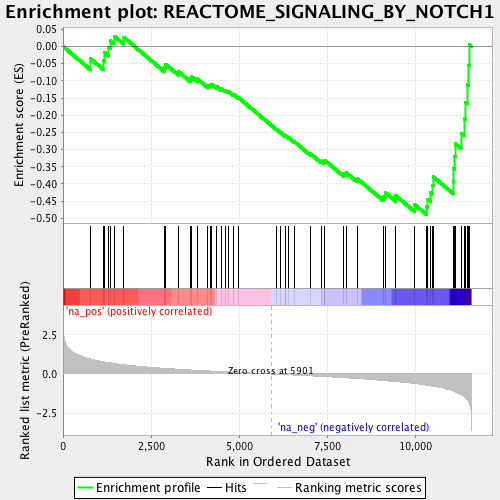 Enrichment plot: REACTOME_SIGNALING_BY_NOTCH1
Enrichment score (ES)
0.05
0.00
-0.05
-0.10
-0.15
-0.20
-0.25
-0.30
-0.35
-0.40
-0.45
-0.50
'na_pos' (positively correlated)
Ranked list metric (PreRanked)
2.5
0.0
-2.5
Zero cross at 5901
'na_neg' (negatively correlated)
0
2,500
5,000
7,500
10,000
Rank in Ordered Dataset
Enrichment profile
Hits
Ranking metric scores